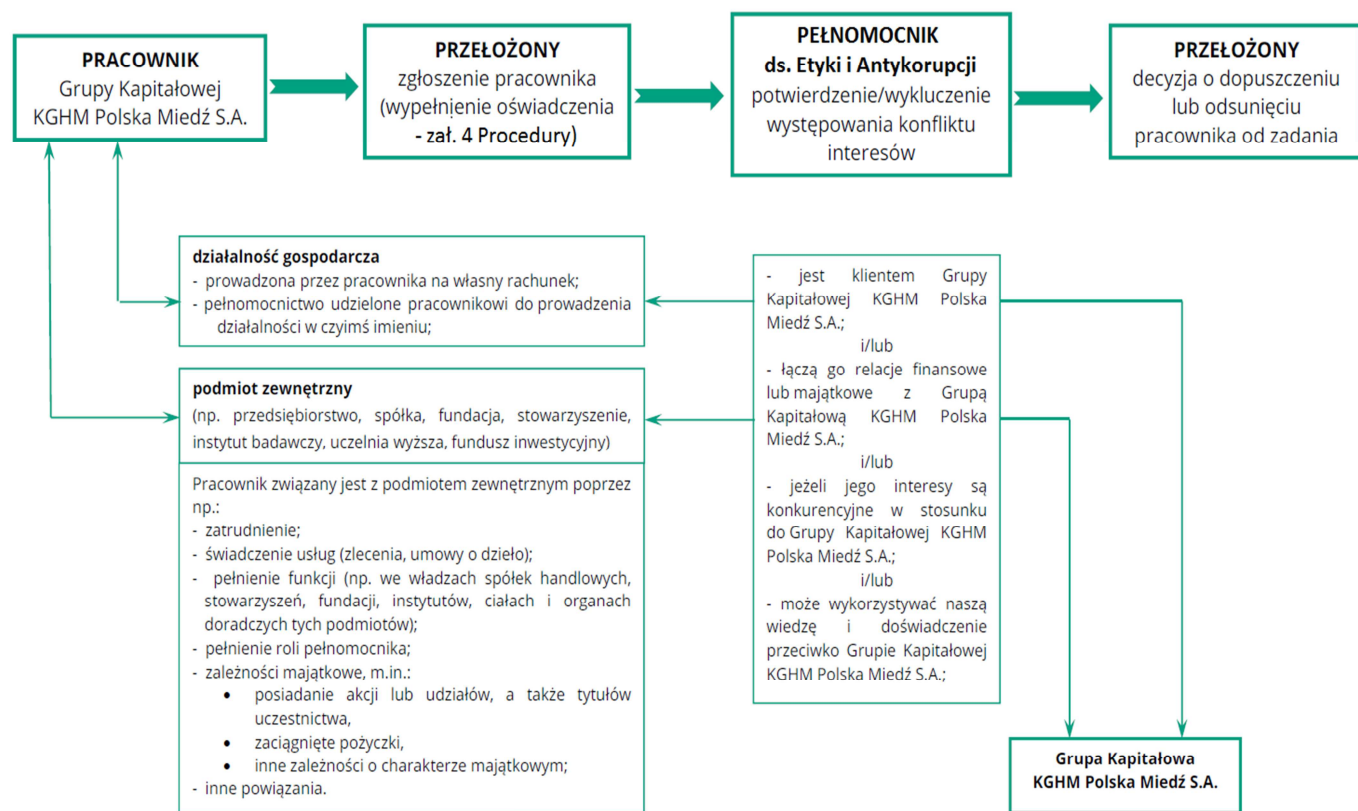 PRACOWNIK
Grupy Kapitałowej
KGHM Polska Miedź S.A.
PRZEŁOŻONY
zgłoszenie pracownika
(wypełnienie oświadczenia
- zał. 4 Procedury)
PEŁNOMOCNIK
ds. Etyki i Antykorupcji
potwierdzenie/wykluczenie
występowania konfliktu
interesów
PRZEŁOŻONY
decyzja o dopuszczeniu
lub odsunięciu
pracownika od zadania
działalność gospodarcza
- prowadzona przez pracownika na własny rachunek;
- pełnomocnictwo udzielone pracownikowi do prowadzenia
działalności w czyimś imieniu;
podmiot zewnętrzny
(np. przedsiębiorstwo, spółka, fundacja, stowarzyszenie,
instytut badawczy, uczelnia wyższa, fundusz inwestycyjny)
Pracownik związany jest z podmiotem zewnętrznym poprzez
np.:
- zatrudnienie;
- świadczenie usług (zlecenia, umowy o dzieło);
- pełnienie funkcji (np. we władzach spółek handlowych,
stowarzyszeń, fundacji, instytutów, ciałach i organach
doradczych tych podmiotów);
- pełnienie roli pełnomocnika;
- zależności majątkowe, m.in.:
• posiadanie akcji lub udziałów, a także tytułów
uczestnictwa,
• zaciągnięte pożyczki,
• inne zależności o charakterze majątkowym;
- inne powiązania.
- jest klientem Grupy
Kapitałowej KGHM Polska
Miedź S.A.;
i/lub
- łączą go relacje finansowe
lub majątkowe z Grupą
Kapitałową KGHM Polska
Miedź S.A.;
i/lub
- jeżeli jego interesy są
konkurencyjne w stosunku
do Grupy Kapitałowej KGHM
Polska Miedź S.A.;
i/lub
- może wykorzystywać naszą
wiedzę i doświadczenie
przeciwko Grupie Kapitałowej
KGHM Polska Miedź S.A.;
Grupa Kapitałowa
KGHM Polska Miedź S.A.